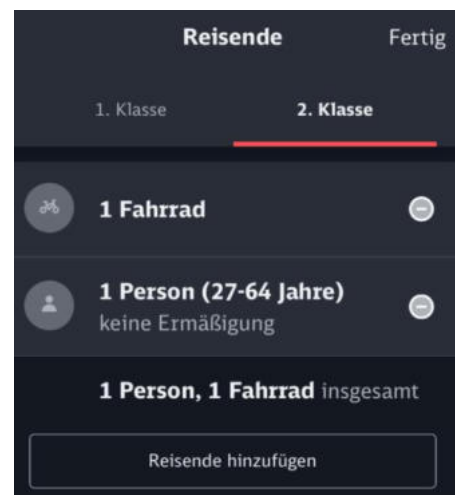 Reisende Fertig
1. Klasse 2. Klasse
1 Fahrrad
1 Person (27-64 Jahre)
keine Ermäßigung
1 Person, 1 Fahrrad insgesamt
Reisende hinzufügen